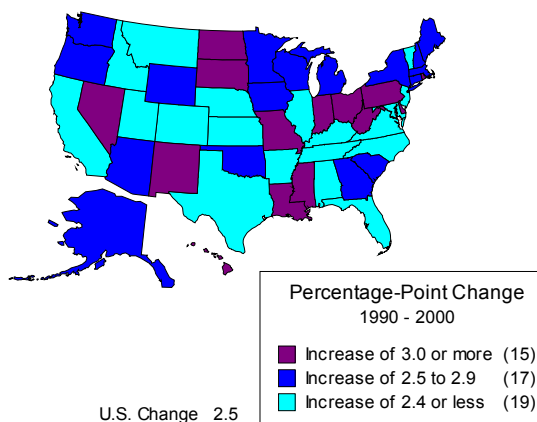 Percentage-Point Change
1990 - 2000
Increase of 3.0 or more (15)
Increase of 2.5 to 2.9 (17)
Increase of 2.4 or less (19)
U.S. Change 2.5